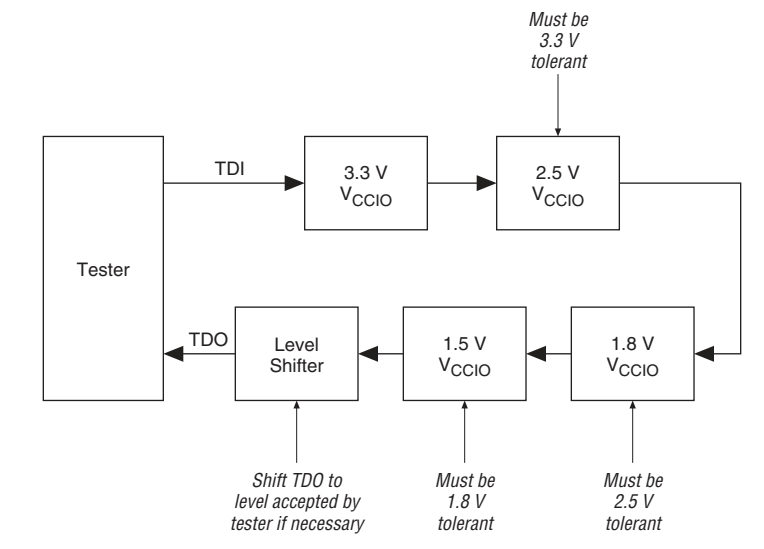 Must be
3.3 V
tolerant
TDI
3.3 V
VCCIO
2.5 V
VCCIO
Tester
TDO
Level
Shifter
1.5 V
VCCIO
1.8 V
VCCIO
Shift TDO to
level accepted by
tester if necessary
Must be
1.8 V
tolerant
Must be
2.5 V
tolerant